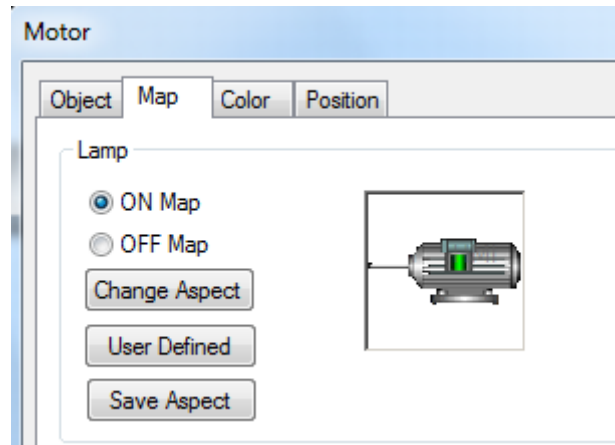 Motor
Object Map Color Position
Lamp
ON Map
OFF Map
Change Aspect
User Defined
Save Aspect